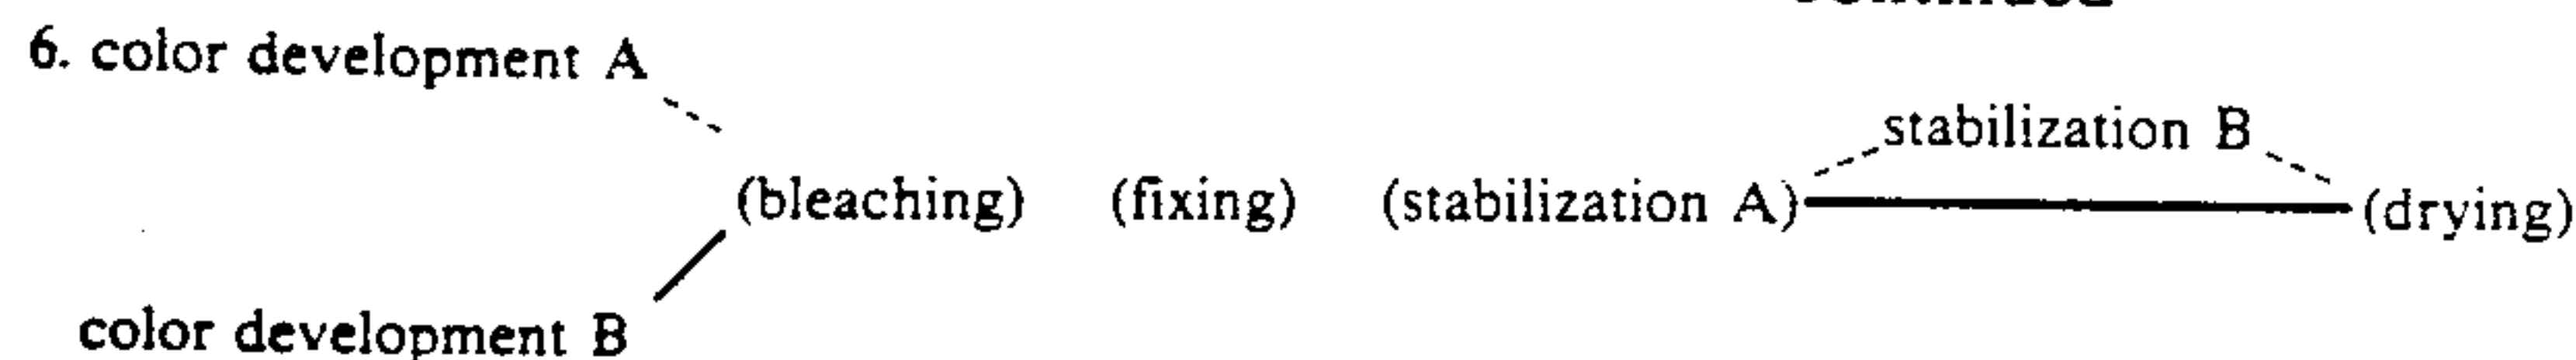 6. color development A
stabilization B
(bleaching) (fixing) (stabilization A) (drying)
color development B